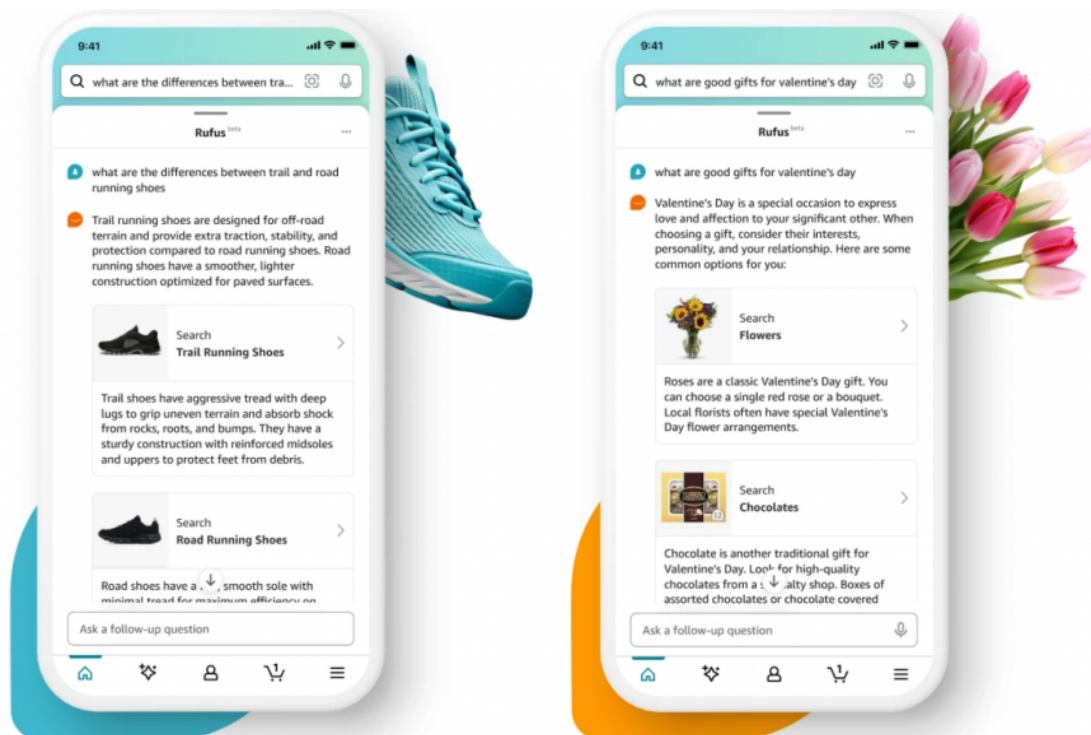 9:41
what are the differences between tra...
Rufus beta
what are the differences between trail and road
running shoes
Trail running shoes are designed for off-road
terrain and provide extra traction, stability, and
protection compared to road running shoes. Road
running shoes have a smoother, lighter
construction optimized for paved surfaces.
Search
Trail Running Shoes
Trail shoes have aggressive tread with deep
lugs to grip uneven terrain and absorb shock
from rocks, roots, and bumps. They have a
sturdy construction with reinforced midsoles
and uppers to protect feet from debris.
Search
Road Running Shoes
Road shoes have a smooth sole with
minimal tread for maximum efficiency on
Ask a follow-up question
1
9:41
what are good gifts for valentine's day
Rufus beta
what are good gifts for valentine's day
Valentine's Day is a special occasion to express
love and affection to your significant other. When
choosing a gift, consider their interests,
personality, and your relationship. Here are some
common options for you:
Search
Flowers
Roses are a classic Valentine's Day gift. You
can choose a single red rose or a bouquet.
Local florists often have special Valentine's
Day flower arrangements.
Search
Chocolates
Chocolate is another traditional gift for
Valentine's Day. Look for high-quality
chocolates from a specialty shop. Boxes of
assorted chocolates or chocolate covered
Ask a follow-up question
1